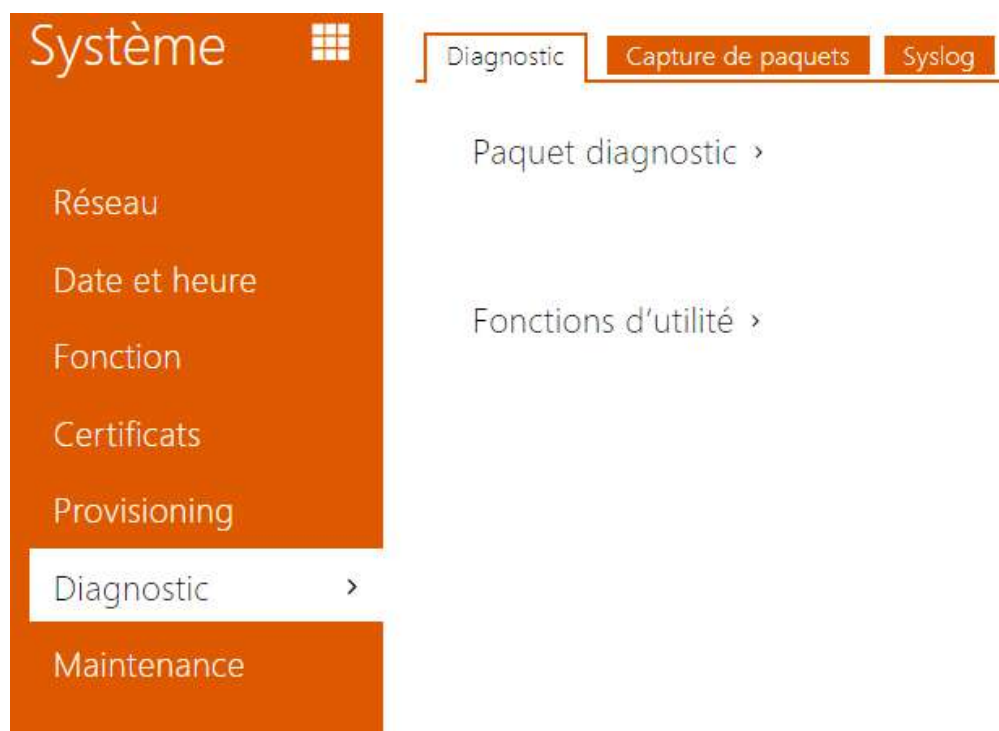 Système
Réseau
Date et heure
Fonction
Certificats
Provisioning
Diagnostic
Maintenance
Diagnostic
Capture de paquets
Syslog
Paquet diagnostic
Fonctions d'utilité